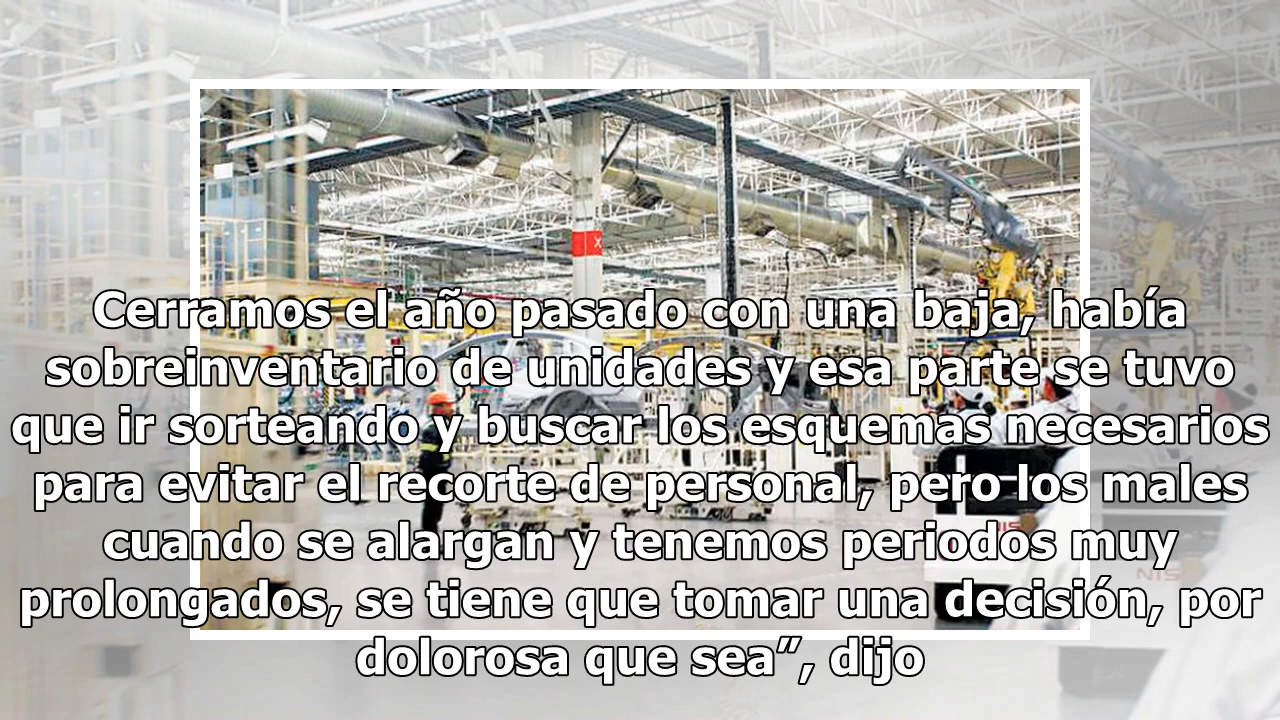 X
Cerramos el año pasado con una baja, había
sobreinventario de unidades y esa parte se tuvo
que ir sorteando y buscar los esquemas necesarios
para evitar el recorte de personal, pero los males
cuando se alargan y tenemos periodos muy
NIS
prolongados, se tiene que tomar una decisión, por
dolorosa que sea”, dijo